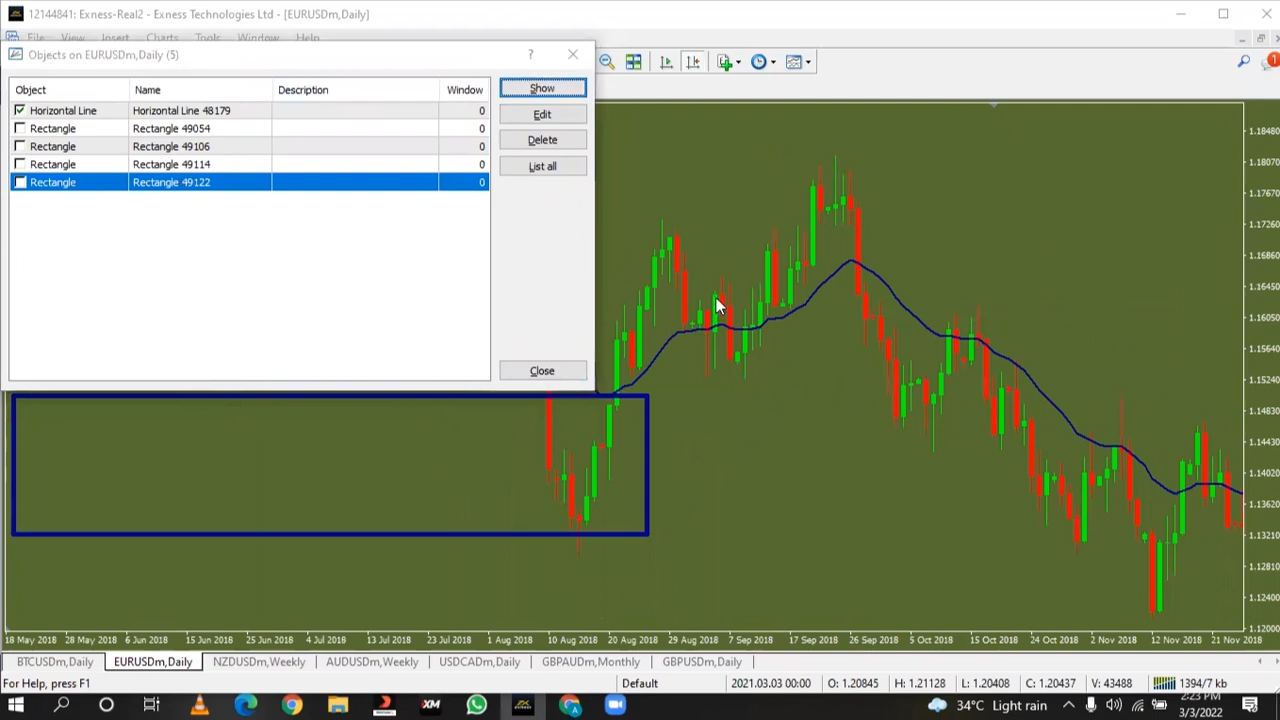 12144841: Exness-Real2 - Exness Technologies Ltd - [EURUSDm,Daily]
File View Insert Charts Tools Window Help
Objects on EURUSDm,Daily (5)
?
Object Name Description Window
Horizontal Line Horizontal Line 48179 0
Rectangle Rectangle 49054 0
Rectangle Rectangle 49106 0
Rectangle Rectangle 49114 0
Rectangle Rectangle 49122 0
Show
Edit
Delete
List all
Close
1
1.18480
1.18070
1.17670
1.17260
1.16860
1.16450
1.16050
1.15640
1.15240
1.14830
1.14430
1.14020
1.13620
1.13210
1.12810
1.12400
1.12000
18 May 2018 28 May 2018 6 Jun 2018 15 Jun 2018 25 Jun 2018 4 Jul 2018 13 Jul 2018 23 Jul 2018 1 Aug 2018 10 Aug 2018 20 Aug 2018 29 Aug 2018 7 Sep 2018 17 Sep 2018 26 Sep 2018 5 Oct 2018 15 Oct 2018 24 Oct 2018 2 Nov 2018 12 Nov 2018 21 Nov 2018
BTCUSDm,Daily EURUSDm,Daily NZDUSDm,Weekly AUDUSDm,Weekly USDCADm,Daily GBPAUDm,Monthly GBPUSDm,Daily
For Help, press F1 Default 2021.03.03 00:00 O: 1.20845 H: 1.21128 L: 1.20408 C: 1.20437 V: 43488 1394/7 kb
XM 34°C Light rain 2:23 PM
3/3/2022